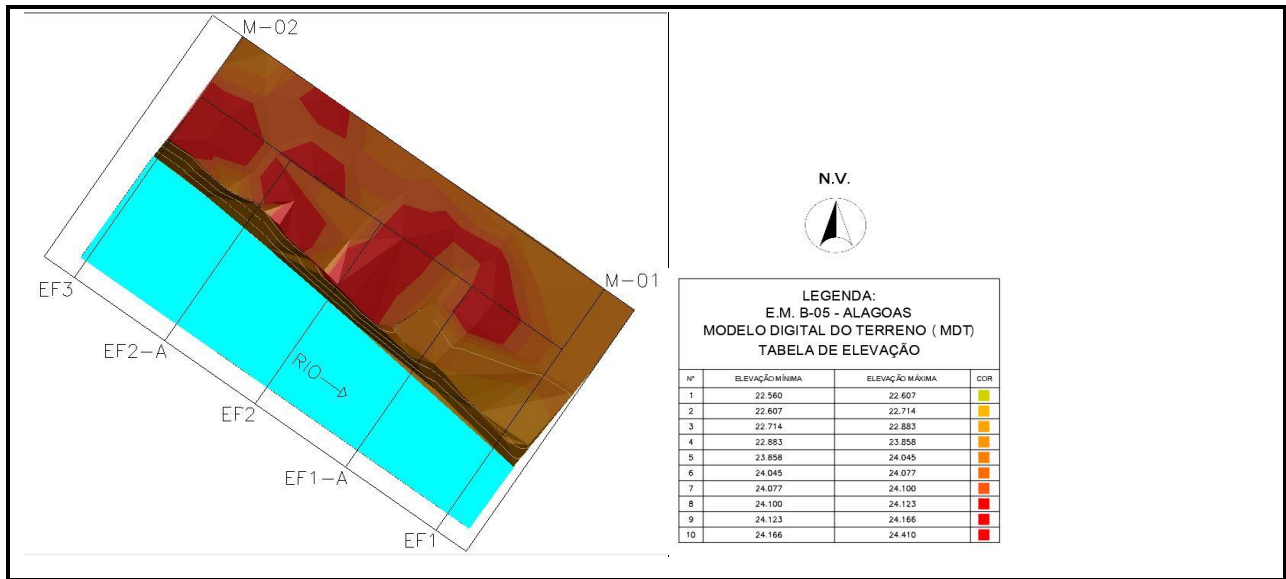 M-02
M-01
EF3
EF2-A
RIO
EF2
EF1-A
EF1
N.V.
LEGENDA:
E.M. B-05 - ALAGOAS
MODELO DIGITAL DO TERRENO ( MDT)
TABELA DE ELEVAÇÃO
Nº ELEVAÇÃO MÍNIMA ELEVAÇÃO MÁXIMA COR
1 22.560 22.607
2 22.607 22.714
3 22.714 22.883
4 22.883 23.858
5 23.858 24.045
6 24.045 24.077
7 24.077 24.100
8 24.100 24.123
9 24.123 24.166
10 24.166 24.410